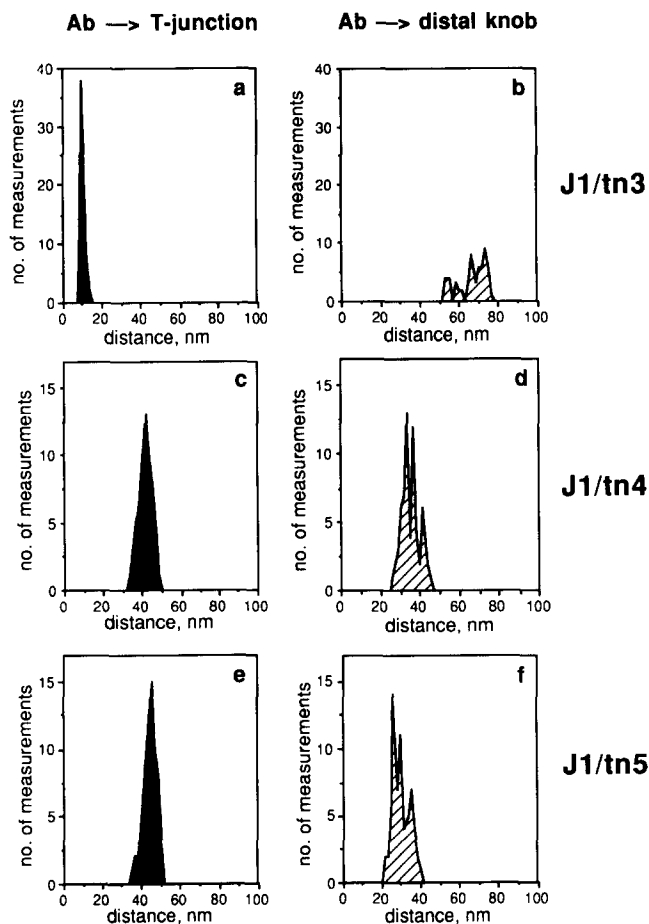 Ab —> T-junction
Ab —> distal knob
a
no. of measurements
40
30
20
10
0
0 20 40 60 80 100
distance, nm
b
no. of measurements
40
30
20
10
0
0 20 40 60 80 100
distance, nm
J1/tn3
c
no. of measurements
15
10
5
0
0 20 40 60 80 100
distance, nm
d
no. of measurements
15
10
5
0
0 20 40 60 80 100
distance, nm
J1/tn4
e
no. of measurements
15
10
5
0
0 20 40 60 80 100
distance, nm
f
no. of measurements
15
10
5
0
0 20 40 60 80 100
distance, nm
J1/tn5